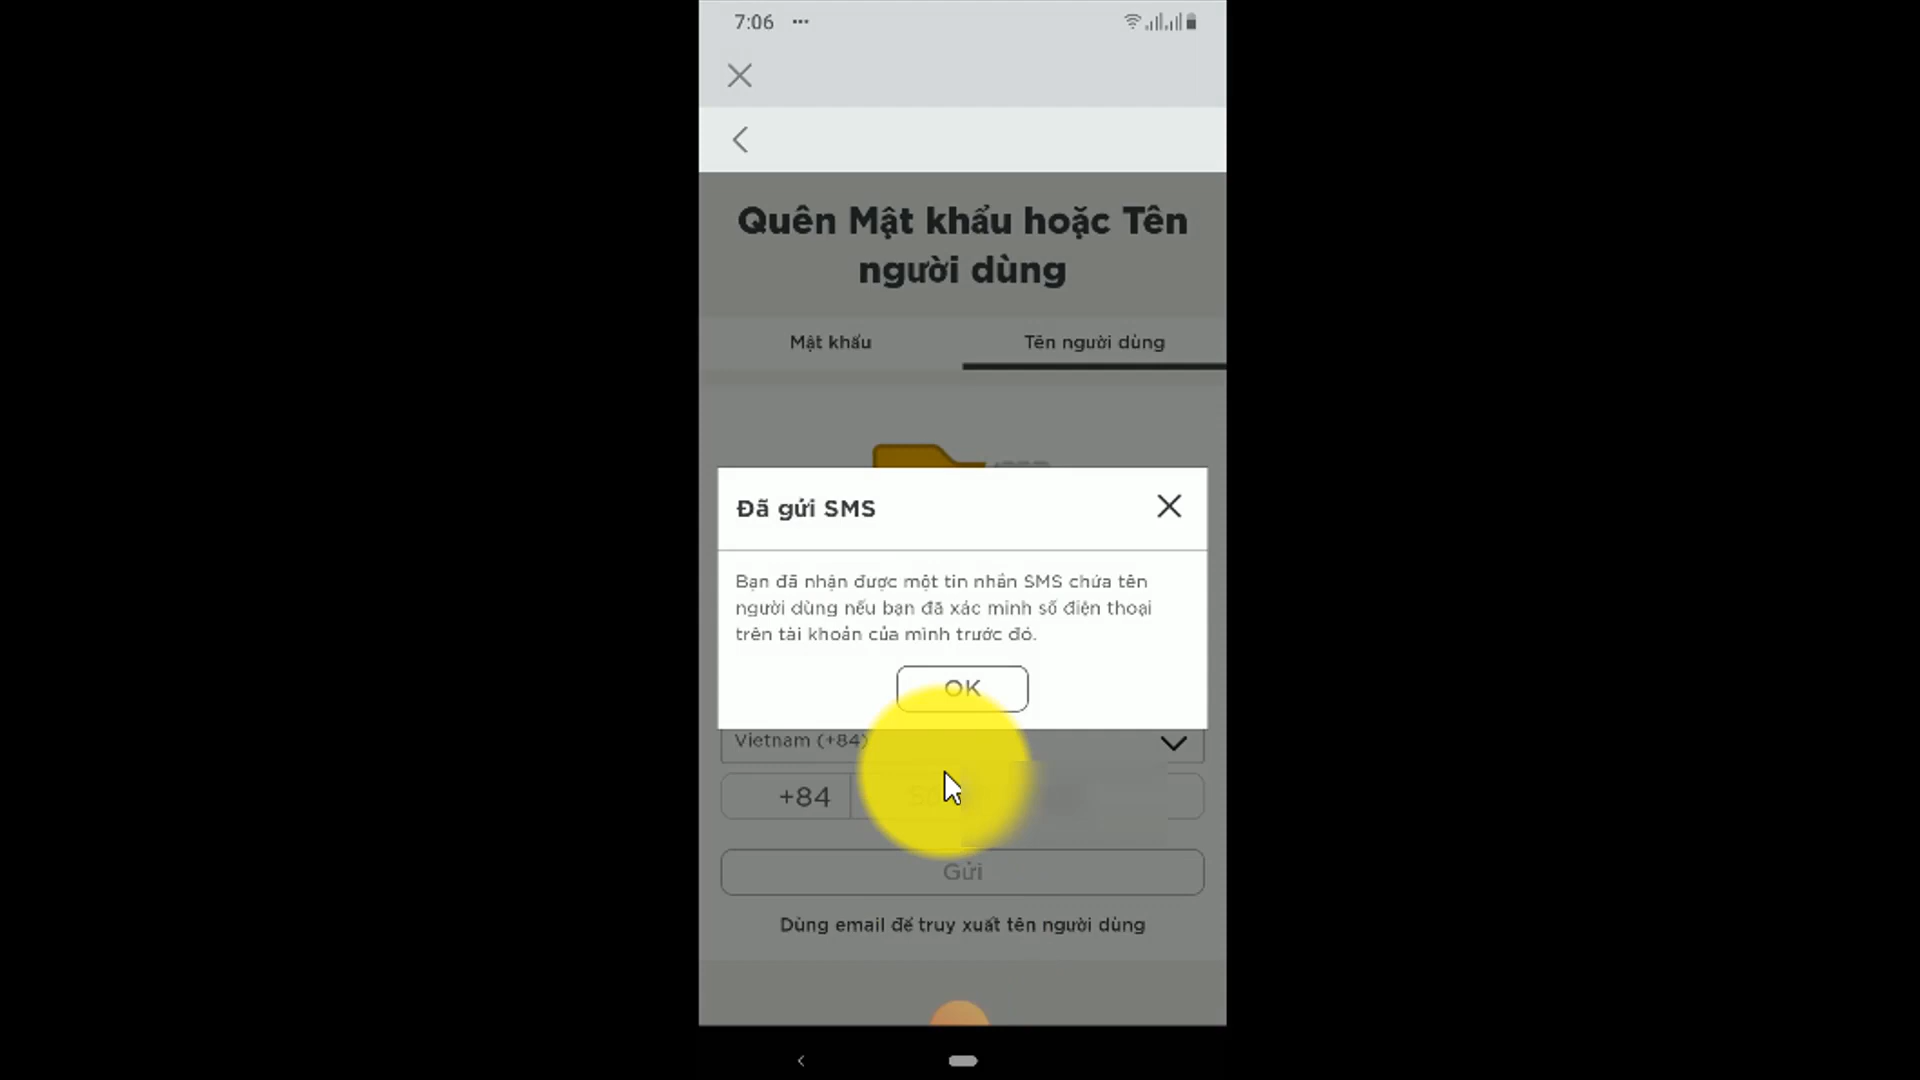 7:06
Quên Mật khẩu hoặc Tên
người dùng
Mật khẩu
Tên người dùng
Đã gửi SMS
Bạn đã nhận được một tin nhắn SMS chứa tên
người dùng nếu bạn đã xác minh số điện thoại
trên tài khoản của mình trước đó.
OK
Vietnam (+84)
+84
Gửi
Dùng email để truy xuất tên người dùng